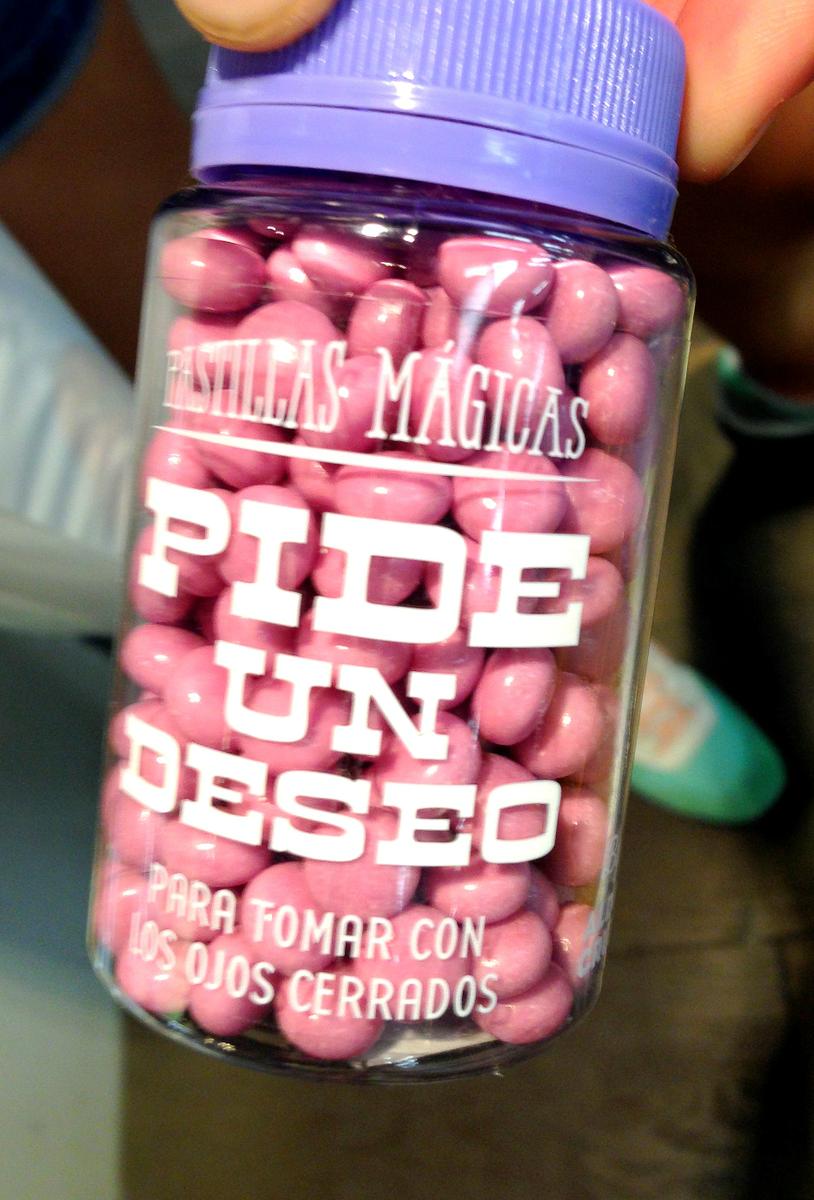 PASTILLAS MÁGICAS
PIDE
UN
DESEO
PARA TOMAR CON
LOS OJOS CERRADOS